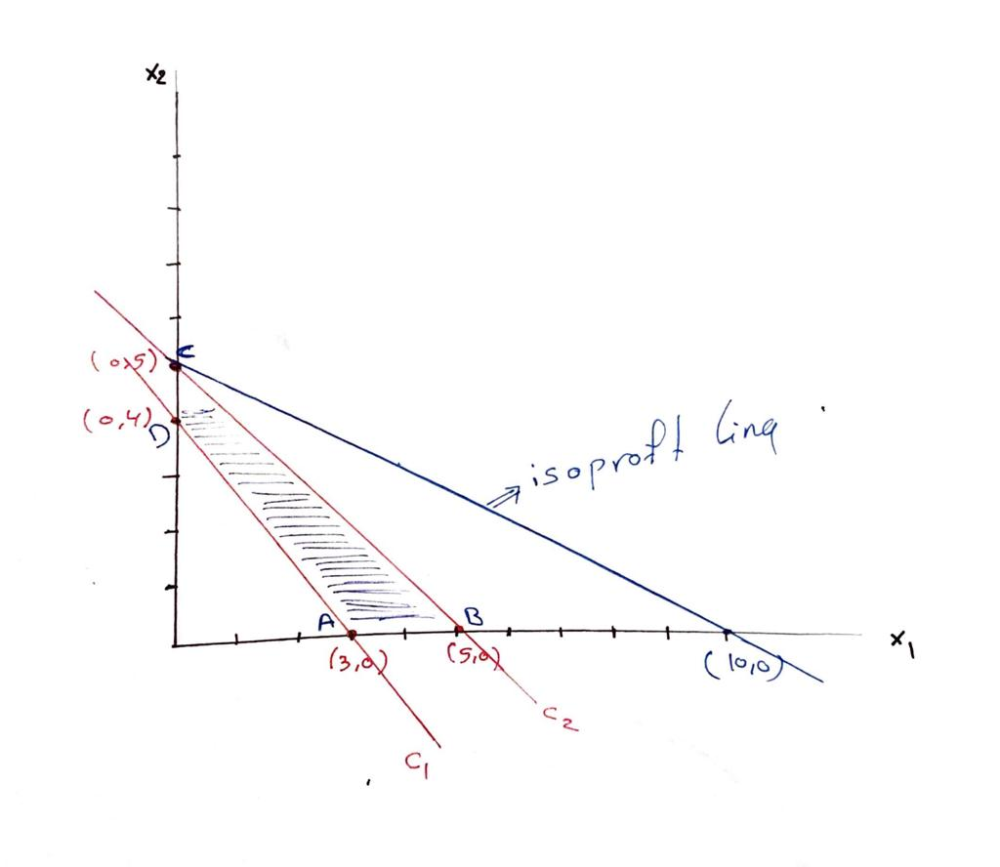 x2
C
(0,5)
(0,4)
D
isoproft line
A
B
x1
(3,0)
(5,0)
(10,0)
C2
C1